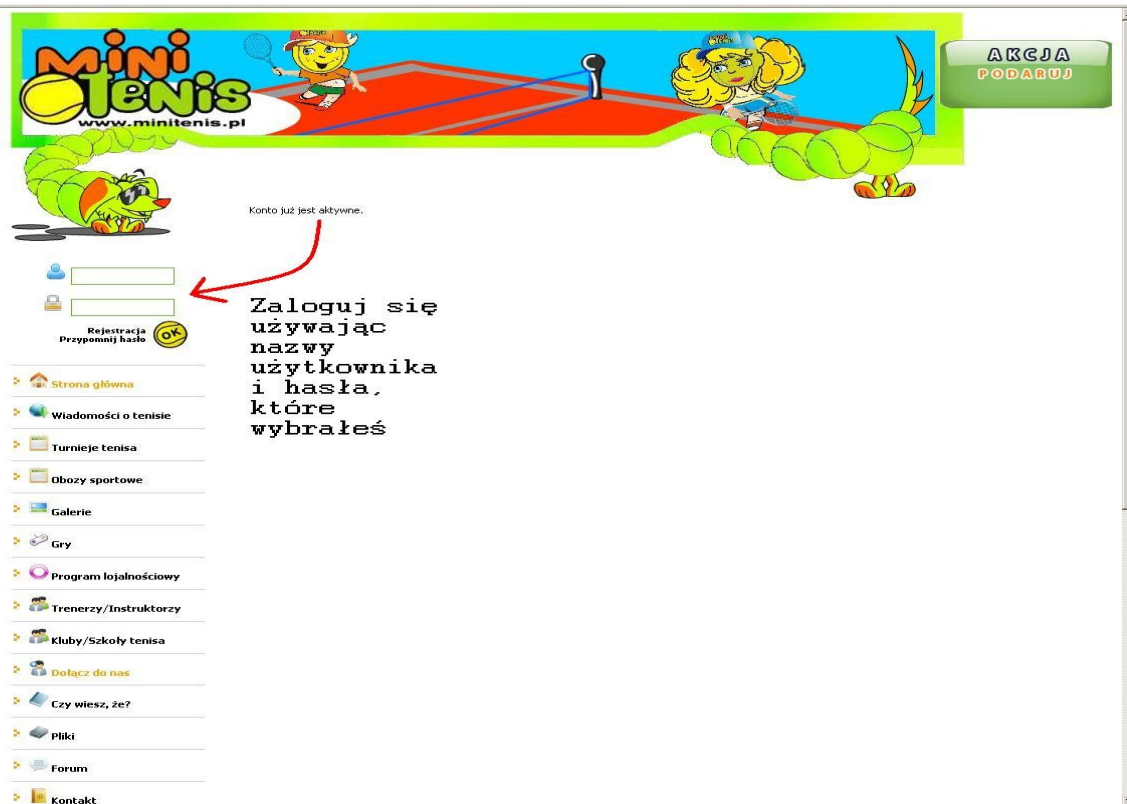 MINI
TENIS
www.minitenis.pl
AKCJA
PODARUJ
Konto już jest aktywne.
Rejestracja
Przypomnij hasło
OK
Zaloguj się
używając
nazwy
użytkownika
i hasła,
które
wybrałeś
Strona główna
Wiadomości o tenisie
Turnieje tenisa
Obozy sportowe
Galerie
Gry
Program lojalnościowy
Trenerzy/Instruktorzy
Kluby/Szkoły tenisa
Dołącz do nas
Czy wiesz, że?
Pliki
Forum
Kontakt